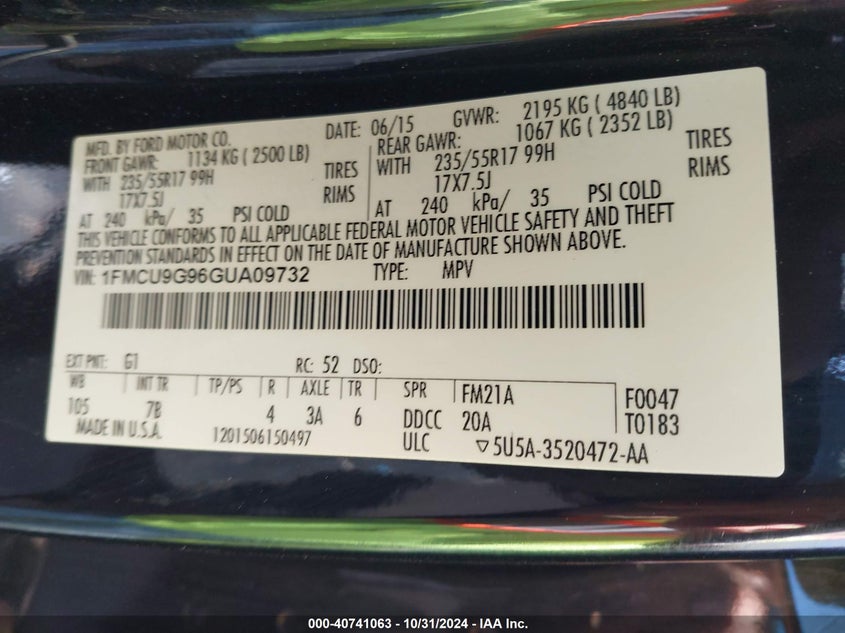 MFD. BY FORD MOTOR CO.
DATE: 06/15 GVWR: 2195 KG ( 4840 LB)
FRONT GAWR: 1134 KG ( 2500 LB)
WITH 235/55R17 99H TIRES
17X7.5J RIMS
AT 240 kPa/ 35 PSI COLD
REAR GAWR: 1067 KG ( 2352 LB)
WITH 235/55R17 99H TIRES
17X7.5J RIMS
AT 240 kPa/ 35 PSI COLD
THIS VEHICLE CONFORMS TO ALL APPLICABLE FEDERAL MOTOR VEHICLE SAFETY AND THEFT
PREVENTION STANDARDS IN EFFECT ON THE DATE OF MANUFACTURE SHOWN ABOVE.
VIN: 1FMCU9G96GUA09732 TYPE: MPV
EXT PNT: G1 RC: 52 DSO:
WB INT TR TP/PS R AXLE TR SPR FM21A F0047
105 7B 4 3A 6 DDCC 20A T0183
MADE IN U.S.A. 1201506150497 ULC ▽5U5A-3520472-AA
000-40741063 - 10/31/2024 - IAA Inc.